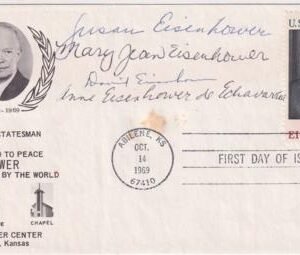 Susan Eisenhower
Mary Jean Eisenhower
David Eisenhower
Anne Eisenhower de Echavarria
U.S.
-1969
STATESMAN
TO PEACE
WER
BY THE WORLD
CHAPEL
ER CENTER
, Kansas
ABILENE, KS
OCT.
14
1969
67410
FIRST DAY OF IS
EI